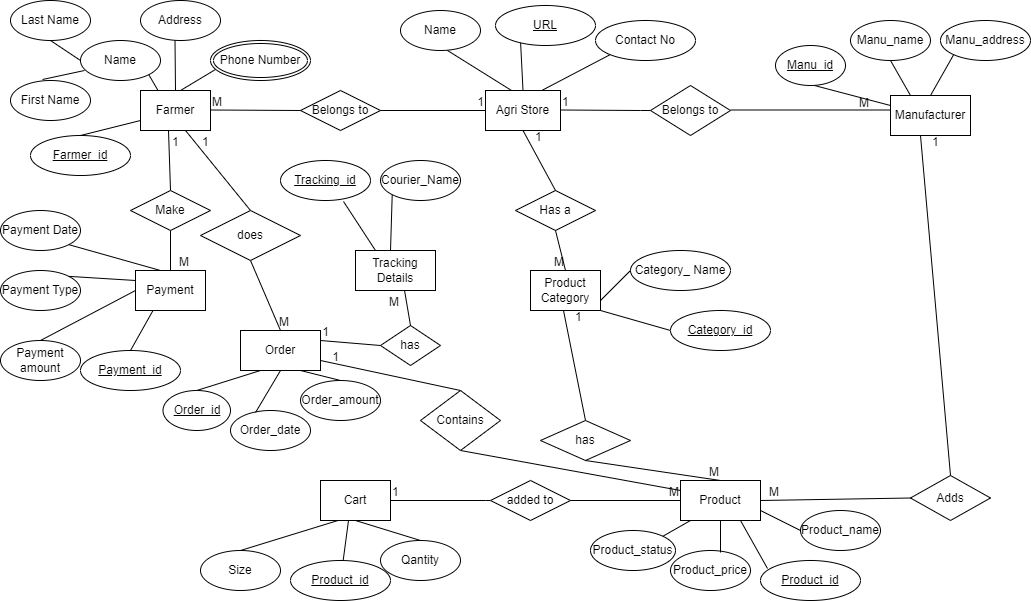 Last Name
Address
Name
URL
Contact No
Manu_name
Manu_address
Name
Phone Number
Manu_id
First Name
Farmer
M
Belongs to
1
Agri Store
1
Belongs to
M
Manufacturer
1
1
1
1
Farmer_id
Tracking_id
Courier_Name
Make
Has a
Payment Date
does
M
M
Tracking
Details
Category_ Name
Payment Type
Payment
Product
Category
M
1
Category_id
M
1
Order
has
1
Payment
amount
Payment_id
Order_id
Order_amount
Order_date
Contains
has
M
Cart
1
added to
M
Product
M
Adds
Product_name
Product_status
Size
Product_id
Qantity
Product_price
Product_id